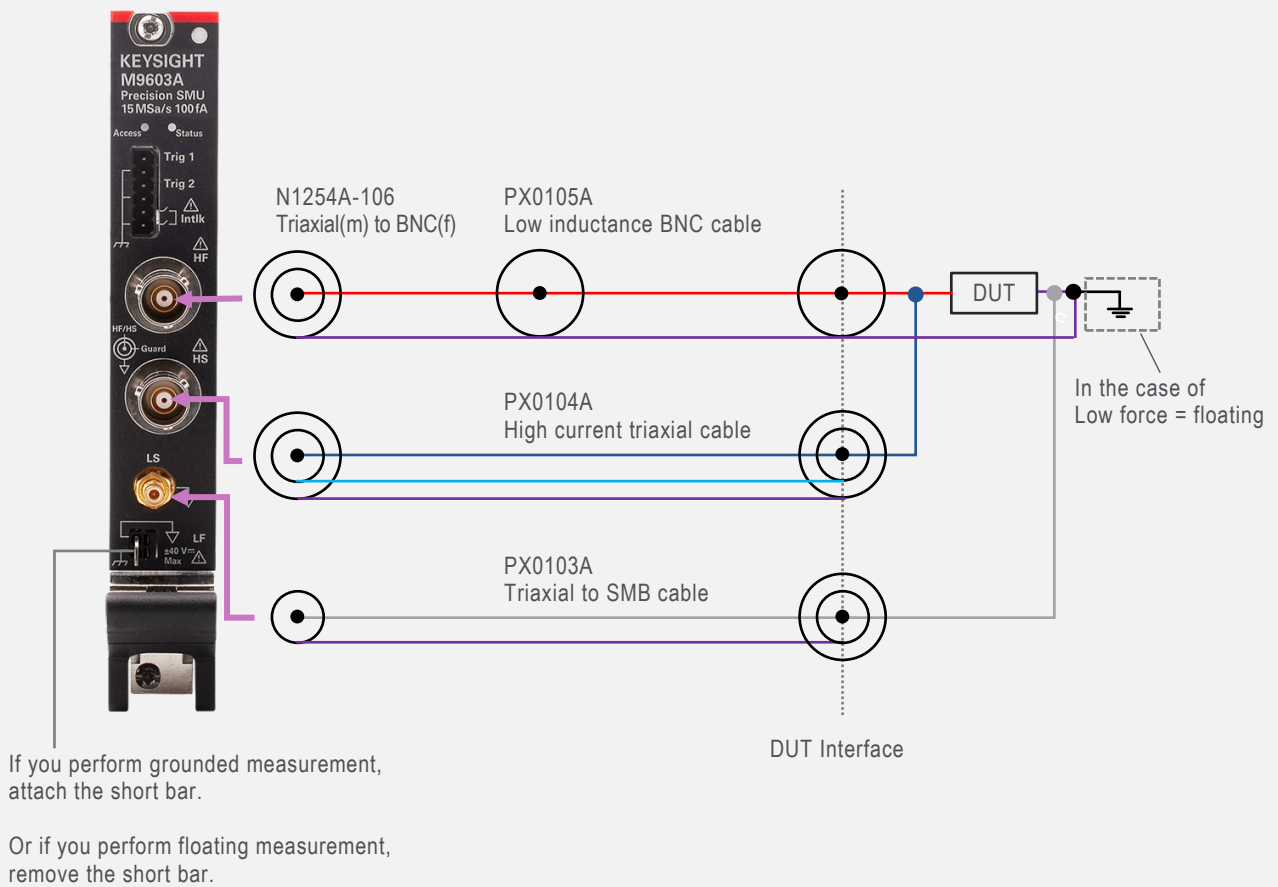 KEYSIGHT
M9603A
Precision SMU
15 MSa/s 100 fA
Access
Status
Trig 1
Trig 2
Intlk
HF
HF/HS
Guard
HS
LS
LF
±40 V
Max
N1254A-106
Triaxial(m) to BNC(f)
PX0105A
Low inductance BNC cable
DUT
In the case of
Low force = floating
PX0104A
High current triaxial cable
PX0103A
Triaxial to SMB cable
DUT Interface
If you perform grounded measurement,
attach the short bar.
Or if you perform floating measurement,
remove the short bar.